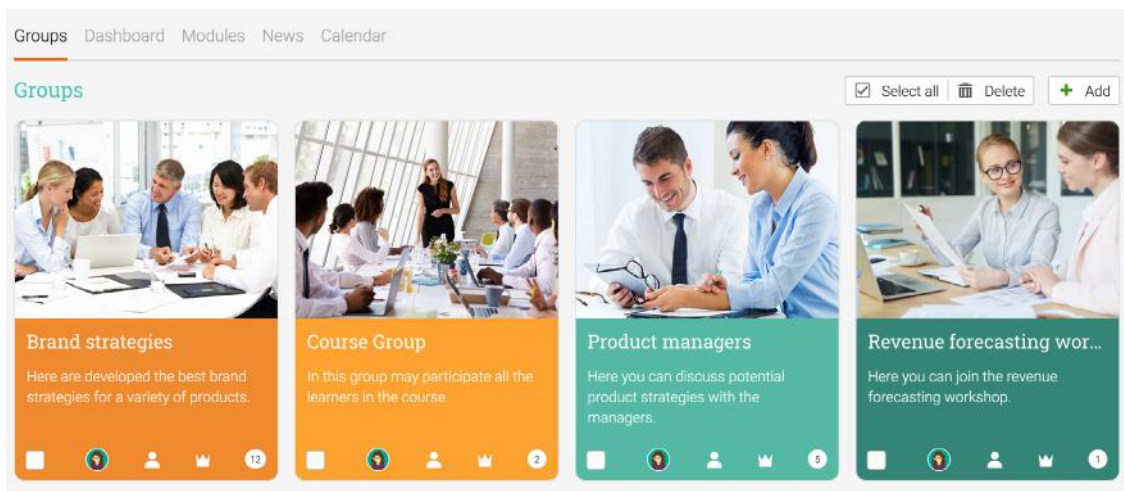 Groups Dashboard Modules News Calendar
Groups
Select all Delete Add
Brand strategies
Here are developed the best brand
strategies for a variety of products.
12
Course Group
In this group may participate all the
learners in the course.
2
Product managers
Here you can discuss potential
product strategies with the
managers.
5
Revenue forecasting wor...
Here you can join the revenue
forecasting workshop.
1